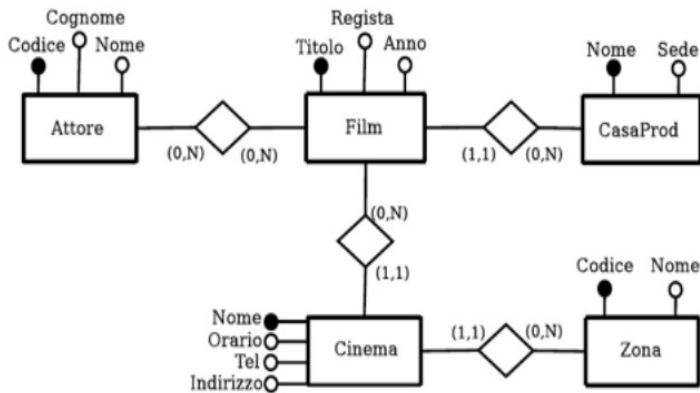 Cognome Regista
Codice Nome Titolo Anno Nome Sede
Attore Film CasaProd
(0,N) (0,N) (1,1) (0,N)
(0,N)
(1,1)
Codice Nome
Nome
Orario
Tel
Indirizzo
Cinema (1,1) (0,N) Zona